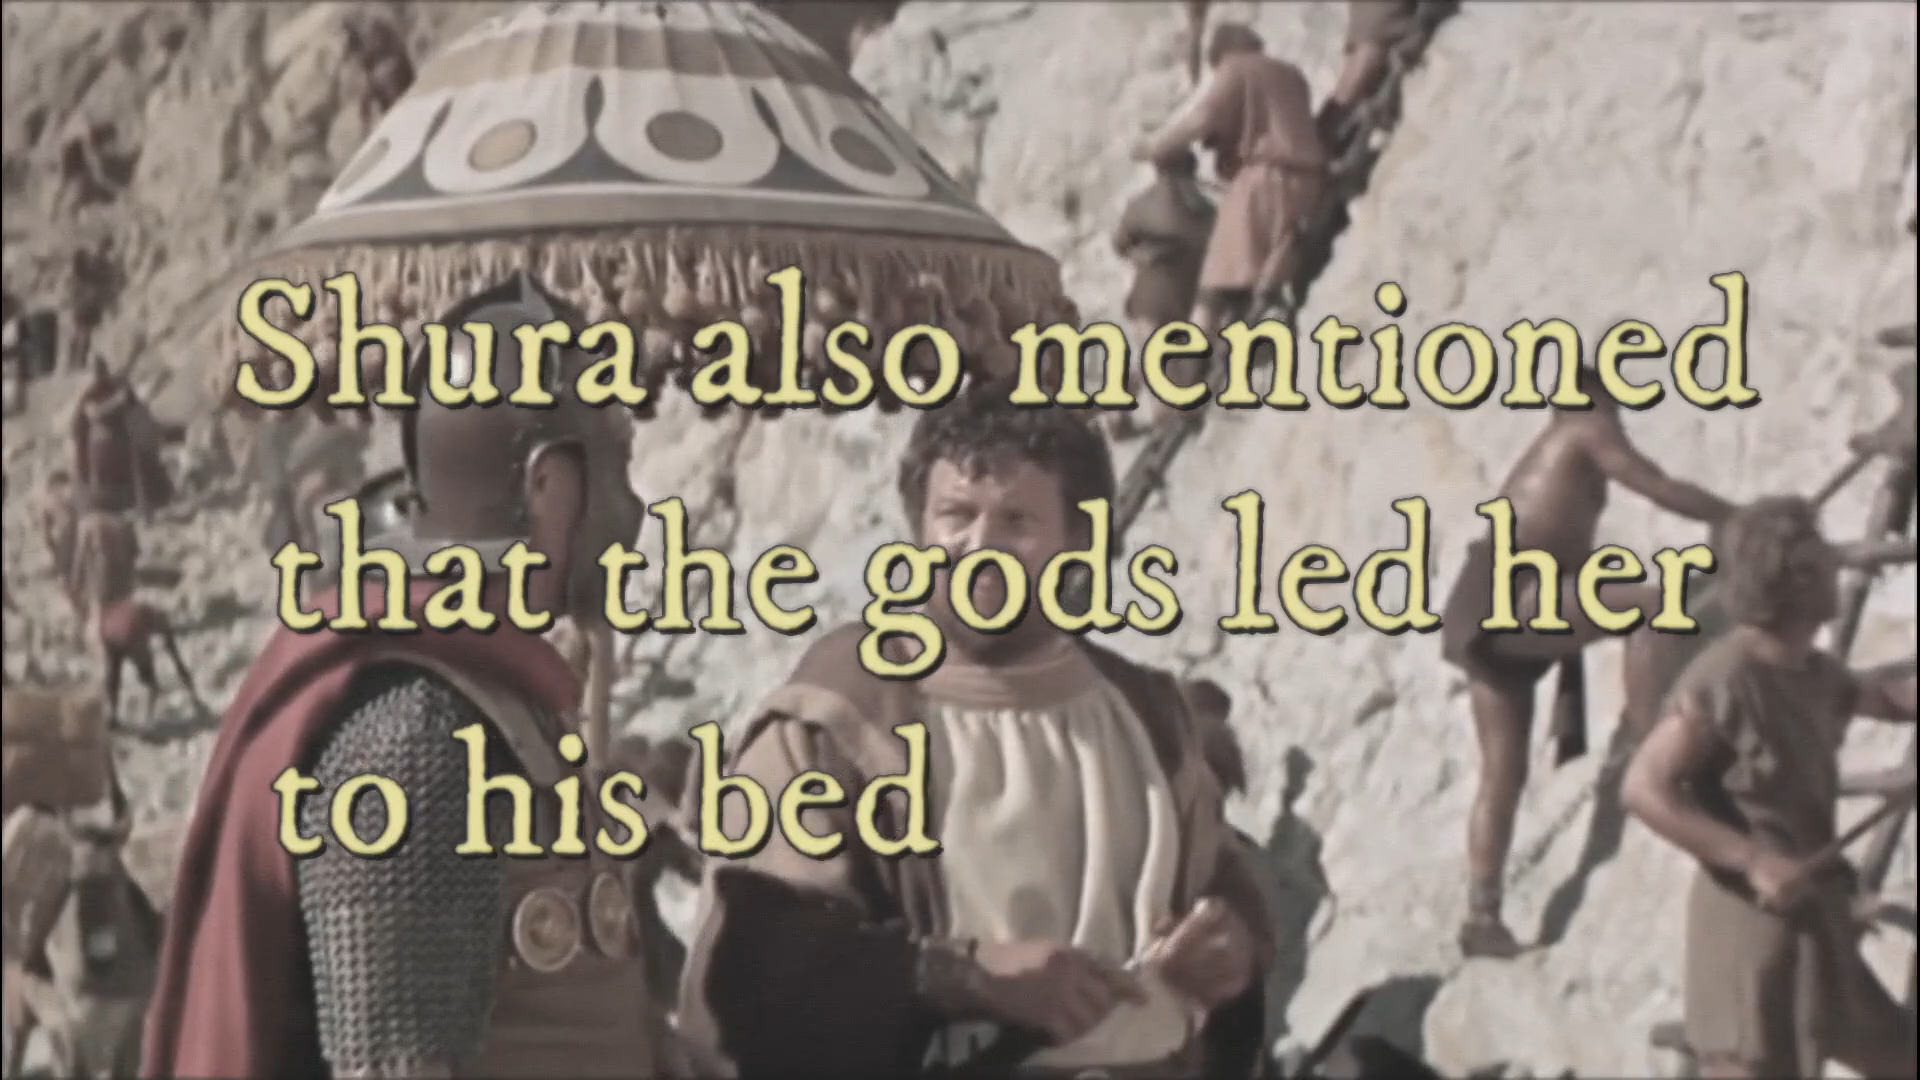 Shura also mentioned
that the gods led her
to his bed